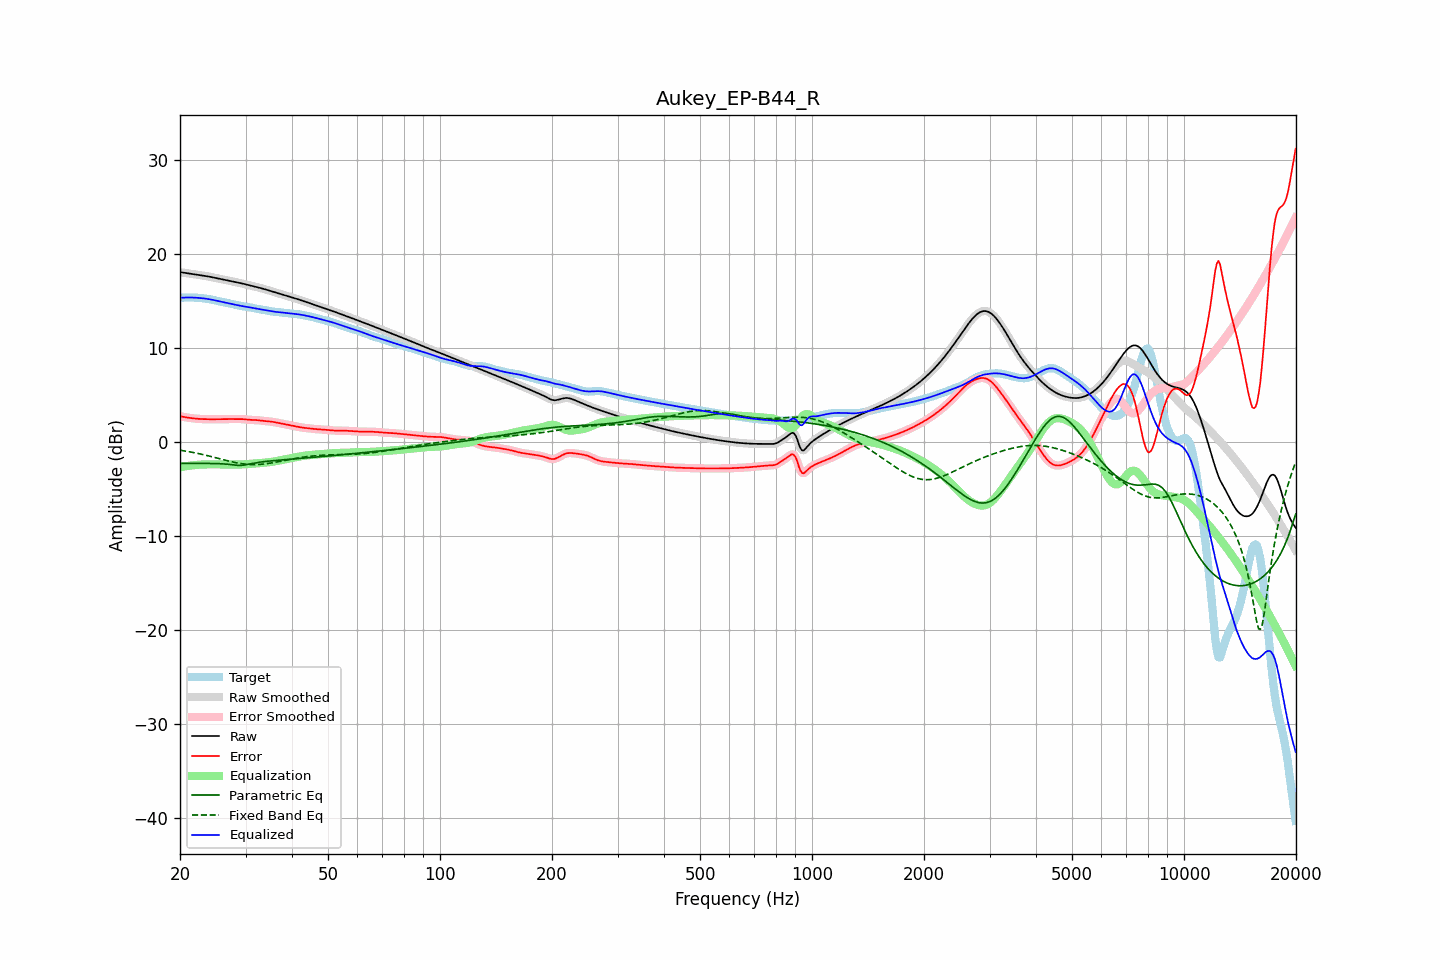 Aukey_EP-B44_R
Amplitude (dBr)
30
20
10
0
−10
−20
−30
−40
Target
Raw Smoothed
Error Smoothed
Raw
Error
Equalization
Parametric Eq
Fixed Band Eq
Equalized
20 50 100 200 500 1000 2000 5000 10000 20000
Frequency (Hz)